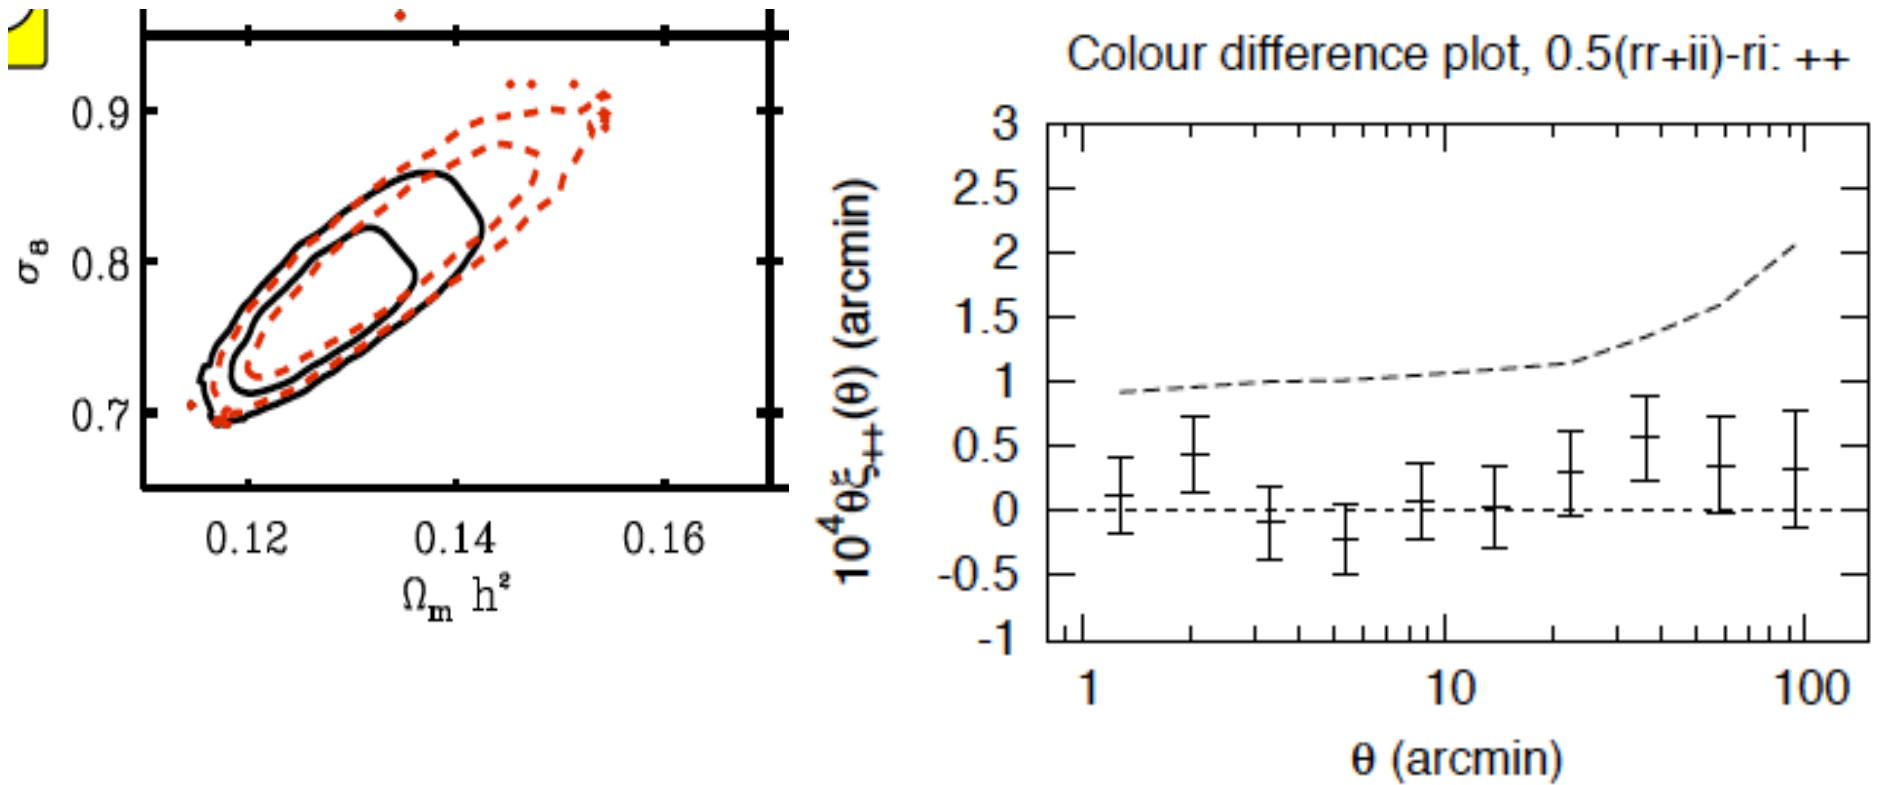 0.9
0.8
0.7
σ8
0.12 0.14 0.16
Ωm h²
Colour difference plot, 0.5(rr+ii)-ri: ++
3
2.5
2
1.5
1
0.5
0
-0.5
-1
10⁴θξ++(θ) (arcmin)
1 10 100
θ (arcmin)